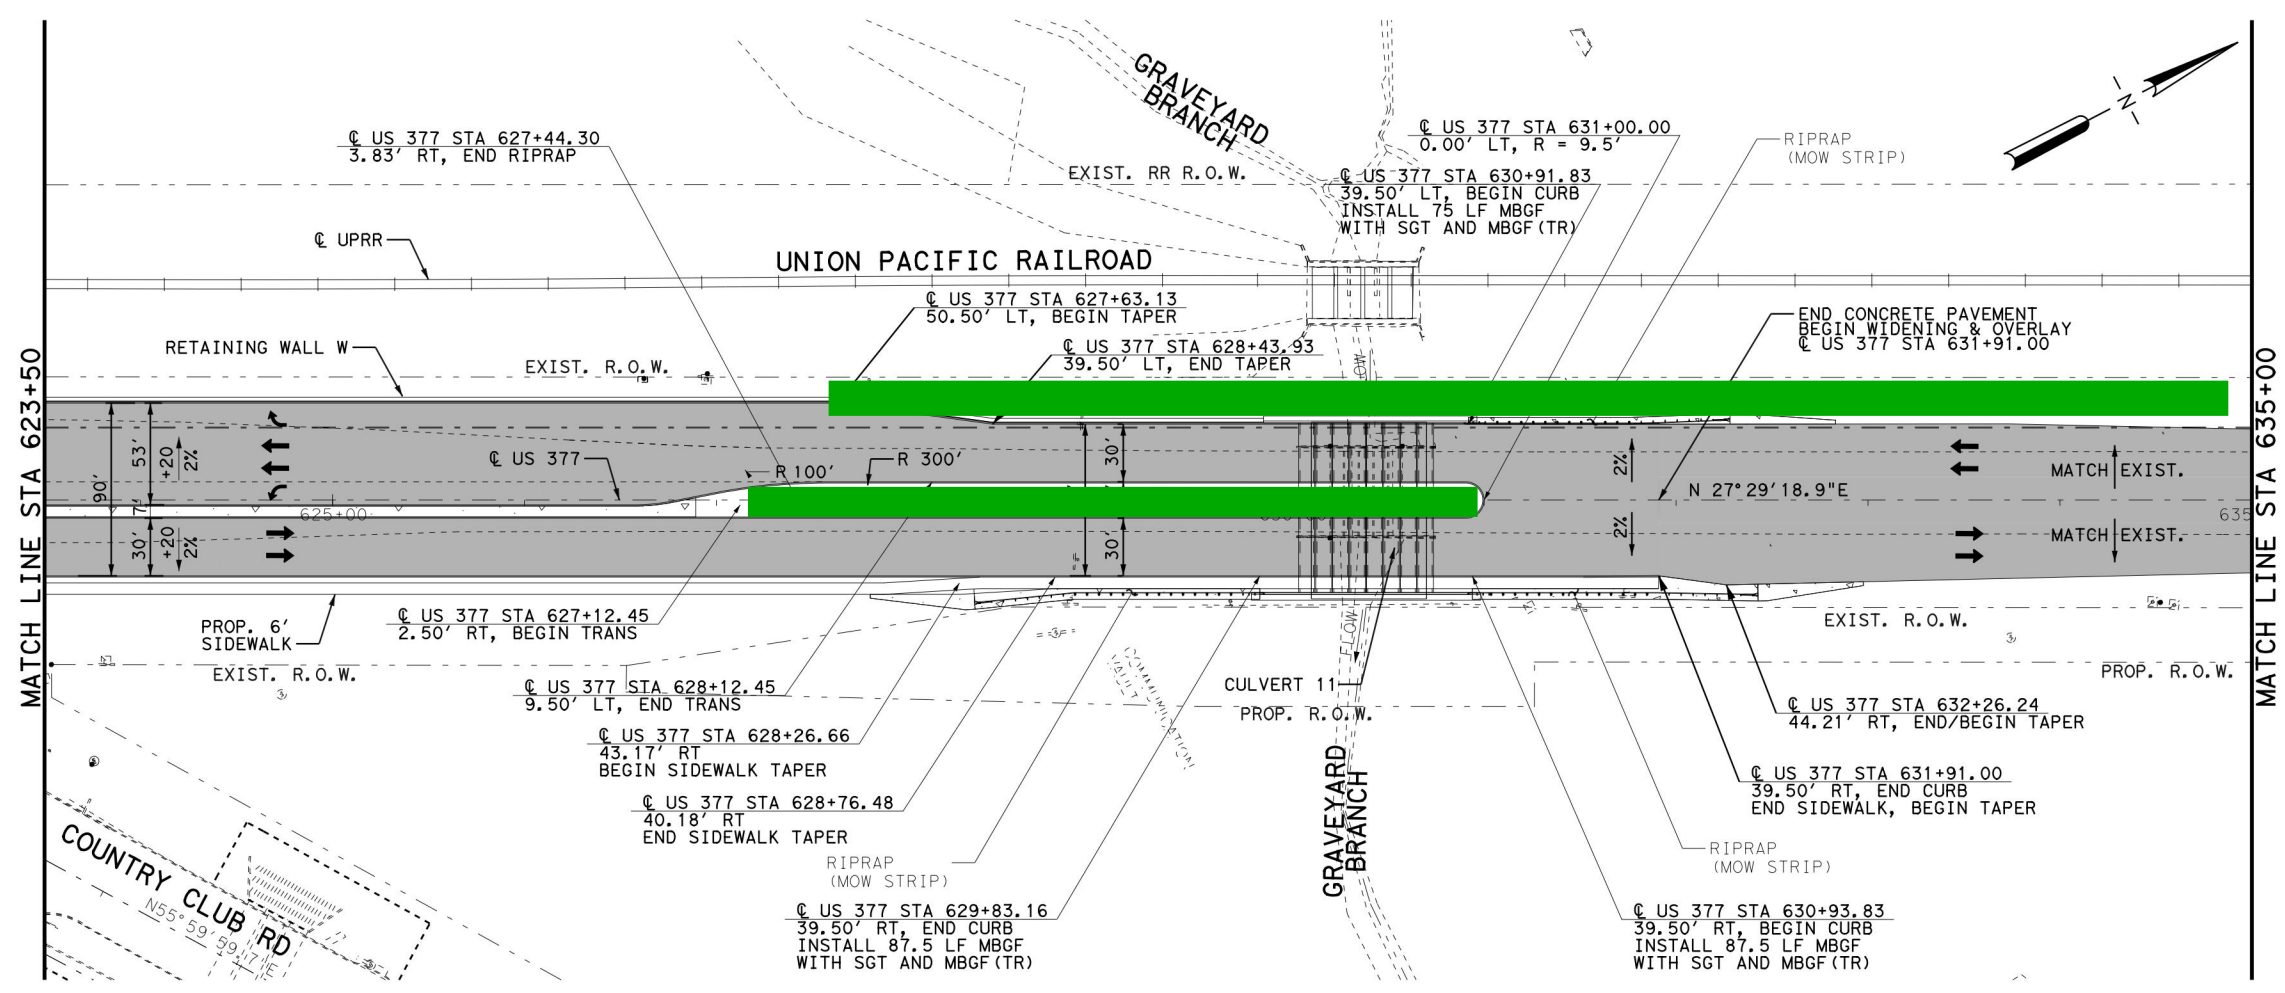 GRAVEYARD
BRANCH
N
℄ US 377 STA 627+44.30
3.83' RT, END RIPRAP
℄ US 377 STA 631+00.00
0.00' LT, R = 9.5'
RIPRAP
(MOW STRIP)
EXIST. RR R.O.W.
℄ US 377 STA 630+91.83
39.50' LT, BEGIN CURB
INSTALL 75 LF MBGF
WITH SGT AND MBGF(TR)
℄ UPRR
UNION PACIFIC RAILROAD
℄ US 377 STA 627+63.13
50.50' LT, BEGIN TAPER
END CONCRETE PAVEMENT
BEGIN WIDENING & OVERLAY
℄ US 377 STA 631+91.00
RETAINING WALL W
EXIST. R.O.W.
℄ US 377 STA 628+43.93
39.50' LT, END TAPER
MATCH LINE STA 623+50
MATCH LINE STA 635+00
90'
53'
+20
2%
℄ US 377
R 100'
R 300'
30'
2%
MATCH EXIST.
N 27°29'18.9"E
7'
625+00
635
30'
+20
2%
30'
2%
MATCH EXIST.
℄ US 377 STA 627+12.45
2.50' RT, BEGIN TRANS
PROP. 6'
SIDEWALK
EXIST. R.O.W.
FLOW
EXIST. R.O.W.
PROP. R.O.W.
COMMUNICATION
VAULT
CULVERT 11
PROP. R.O.W.
℄ US 377 STA 628+12.45
9.50' LT, END TRANS
℄ US 377 STA 632+26.24
44.21' RT, END/BEGIN TAPER
℄ US 377 STA 628+26.66
43.17' RT
BEGIN SIDEWALK TAPER
GRAVEYARD
BRANCH
℄ US 377 STA 631+91.00
39.50' RT, END CURB
END SIDEWALK, BEGIN TAPER
℄ US 377 STA 628+76.48
40.18' RT
END SIDEWALK TAPER
COUNTRY CLUB RD
N55°59'59.7"E
RIPRAP
(MOW STRIP)
RIPRAP
(MOW STRIP)
℄ US 377 STA 629+83.16
39.50' RT, END CURB
INSTALL 87.5 LF MBGF
WITH SGT AND MBGF(TR)
℄ US 377 STA 630+93.83
39.50' RT, BEGIN CURB
INSTALL 87.5 LF MBGF
WITH SGT AND MBGF(TR)